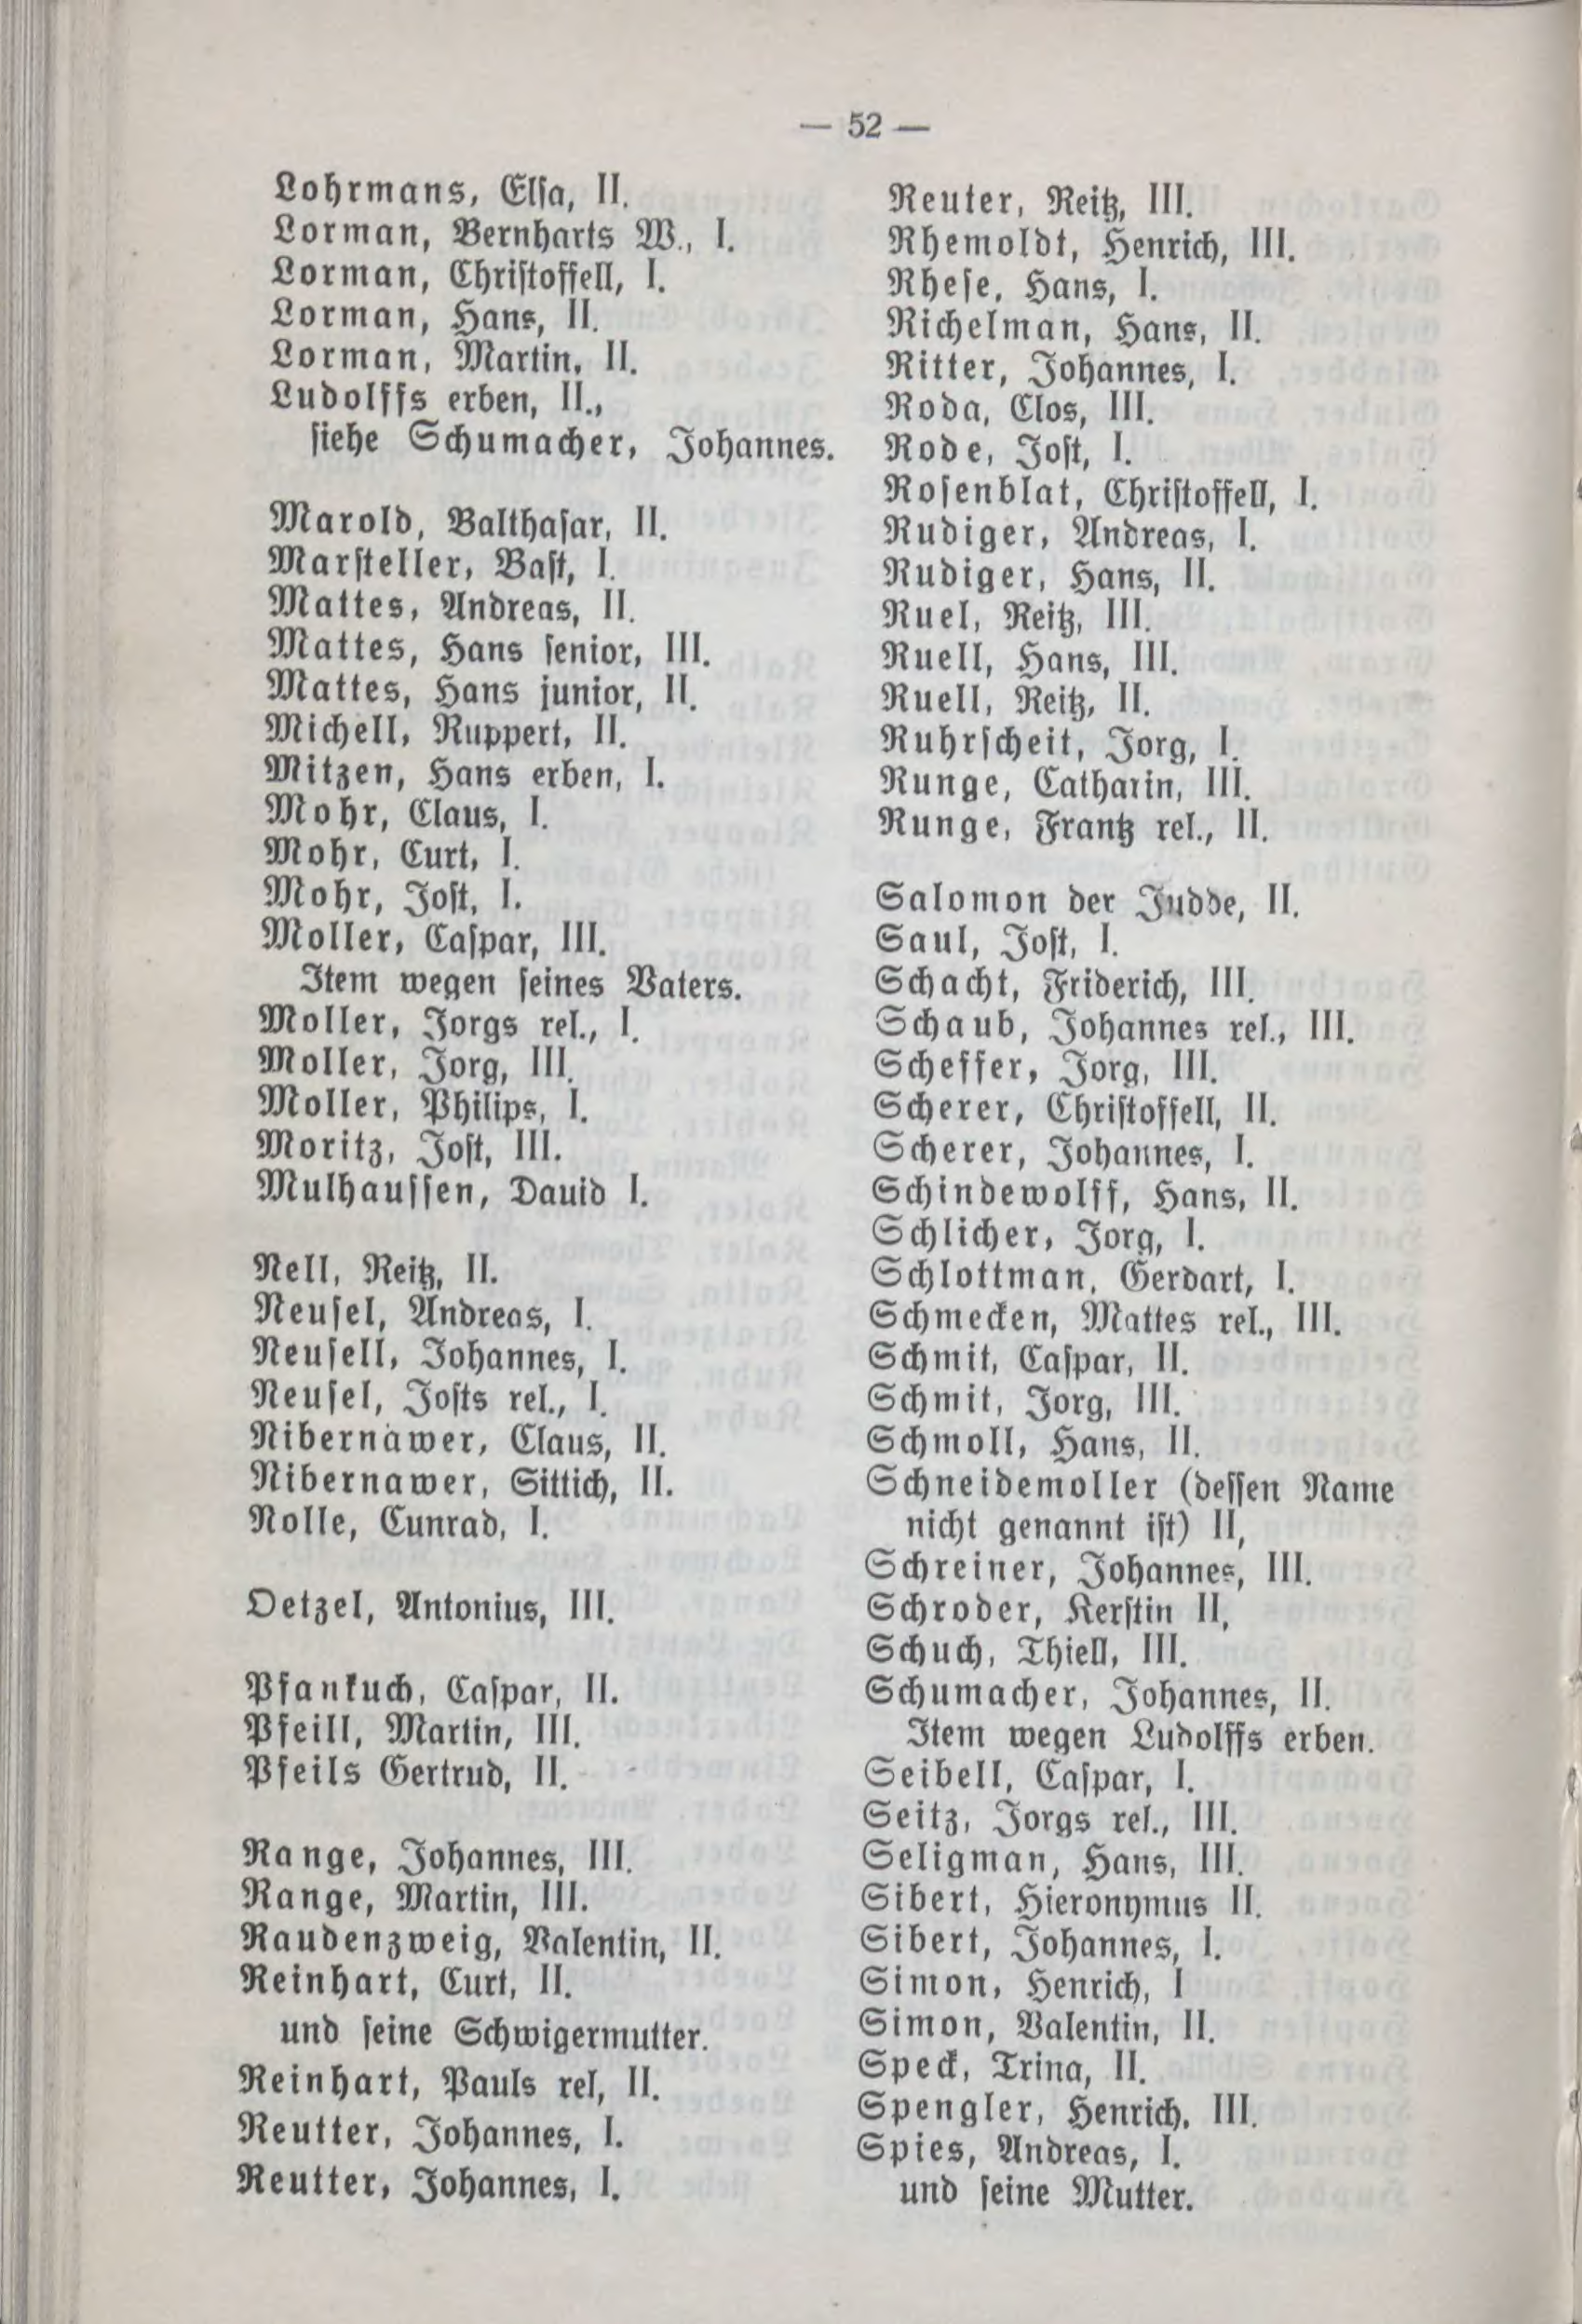 — 52 —
Lohrmans, Elsa, II.
Lorman, Bernharts W., I.
Lorman, Christoffell, I.
Lorman, Hans, II.
Lorman, Martin, II.
Ludolffs erben, II.,
siehe Schumacher, Johannes.
Marold, Balthasar, II.
Marsteller, Bast, I.
Mattes, Andreas, II.
Mattes, Hans senior, III.
Mattes, Hans junior, II.
Michell, Ruppert, II.
Mitzen, Hans erben, I.
Mohr, Claus, I.
Mohr, Curt, I.
Mohr, Jost, I.
Moller, Caspar, III.
Item wegen seines Vaters.
Moller, Jorgs rel., I.
Moller, Jorg, III.
Moller, Philips, I.
Moritz, Jost, III.
Mulhaussen, Dauid I.
Nell, Reitz, II.
Neusel, Andreas, I.
Neusell, Johannes, I.
Neusel, Josts rel., I.
Nibernawer, Claus, II.
Nibernawer, Sittich, II.
Nolle, Cunrad, I.
Oetzel, Antonius, III.
Pfankuch, Caspar, II.
Pfeill, Martin, III.
Pfeils Gertrud, II.
Range, Johannes, III.
Range, Martin, III.
Raudenzweig, Valentin, II.
Reinhart, Curt, II.
und seine Schwigermutter.
Reinhart, Pauls rel, II.
Reutter, Johannes, I.
Reutter, Johannes, I.
Reuter, Reitz, III.
Rhemoldt, Henrich, III.
Rhese, Hans, I.
Richelman, Hans, II.
Ritter, Johannes, I.
Roda, Clos, III.
Rode, Jost, I.
Rosenblat, Christoffell, I.
Rudiger, Andreas, I.
Rudiger, Hans, II.
Ruel, Reitz, III.
Ruell, Hans, III.
Ruell, Reitz, II.
Ruhrscheit, Jorg, I.
Runge, Catharin, III.
Runge, Frantz rel., II.
Salomon der Judde, II.
Saul, Jost, I.
Schacht, Friderich, III.
Schaub, Johannes rel., III.
Scheffer, Jorg, III.
Scherer, Christoffell, II.
Scherer, Johannes, I.
Schindewolff, Hans, II.
Schlicher, Jorg, I.
Schlottman, Gerdart, I.
Schmecken, Mattes rel., III.
Schmit, Caspar, II.
Schmit, Jorg, III.
Schmoll, Hans, II.
Schneidemoller (dessen Name
nicht genannt ist) II,
Schreiner, Johannes, III.
Schroder, Kerstin II,
Schuch, Thiell, III.
Schumacher, Johannes, II.
Item wegen Ludolffs erben.
Seibell, Caspar, I.
Seitz, Jorgs rel., III.
Seligman, Hans, III.
Sibert, Hieronymus II.
Sibert, Johannes, I.
Simon, Henrich, I
Simon, Valentin, II.
Speck, Trina, II.
Spengler, Henrich, III.
Spies, Andreas, I.
und seine Mutter.